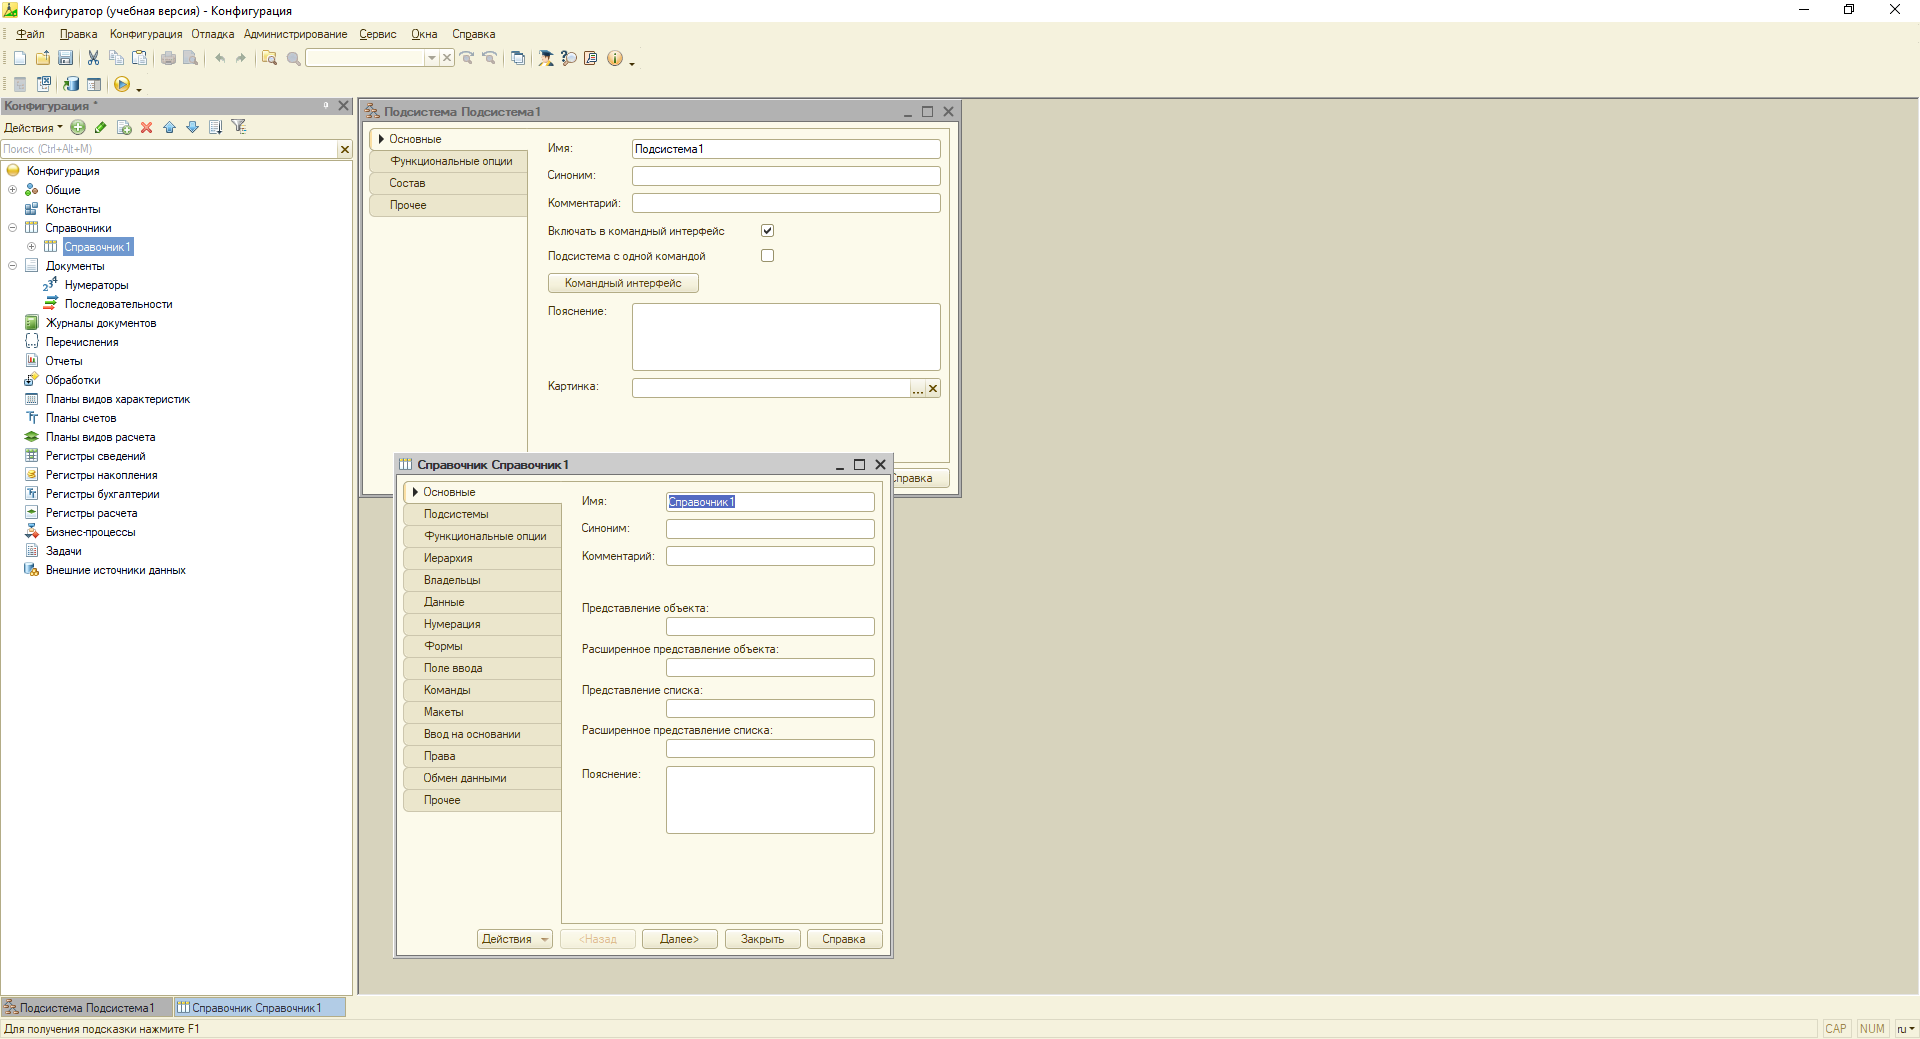 Конфигуратор (учебная версия) - Конфигурация
Файл Правка Конфигурация Отладка Администрирование Сервис Окна Справка
Конфигурация *
Действия
Поиск (Ctrl+Alt+M)
Конфигурация
Общие
Константы
Справочники
Справочник1
Документы
Нумераторы
Последовательности
Журналы документов
Перечисления
Отчеты
Обработки
Планы видов характеристик
Планы счетов
Планы видов расчета
Регистры сведений
Регистры накопления
Регистры бухгалтерии
Регистры расчета
Бизнес-процессы
Задачи
Внешние источники данных
Подсистема Подсистема1
Основные
Функциональные опции
Состав
Прочее
Имя: Подсистема1
Синоним:
Комментарий:
Включать в командный интерфейс
Подсистема с одной командой
Командный интерфейс
Пояснение:
Картинка:
...
правка
Справочник Справочник1
Основные
Подсистемы
Функциональные опции
Иерархия
Владельцы
Данные
Нумерация
Формы
Поле ввода
Команды
Макеты
Ввод на основании
Права
Обмен данными
Прочее
Имя: Справочник1
Синоним:
Комментарий:
Представление объекта:
Расширенное представление объекта:
Представление списка:
Расширенное представление списка:
Пояснение:
Действия <Назад Далее> Закрыть Справка
Подсистема Подсистема1 Справочник Справочник1
Для получения подсказки нажмите F1 CAP NUM ru